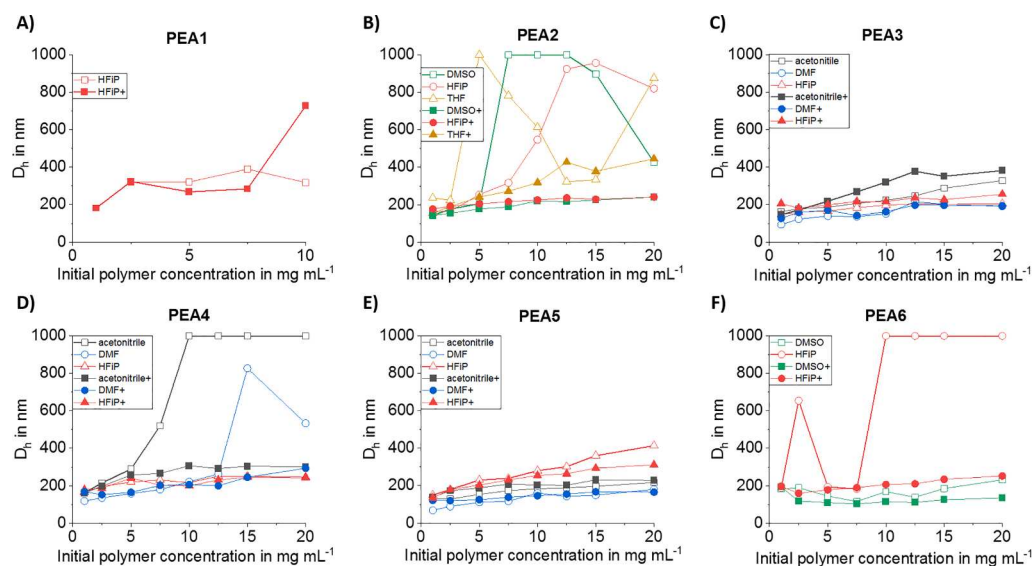 A)
PEA1
1000
800
600
400
200
0
D_h in nm
HFiP
HFiP+
0
5
10
Initial polymer concentration in mg mL⁻¹
B)
PEA2
1000
800
600
400
200
0
D_h in nm
DMSO
HFiP
THF
DMSO+
HFiP+
THF+
0
5
10
15
20
Initial polymer concentration in mg mL⁻¹
C)
PEA3
1000
800
600
400
200
0
D_h in nm
acetonitile
DMF
HFiP
acetonitrile+
DMF+
HFiP+
0
5
10
15
20
Initial polymer concentration in mg mL⁻¹
D)
PEA4
1000
800
600
400
200
0
D_h in nm
acetonitrile
DMF
HFiP
acetonitrile+
DMF+
HFiP+
0
5
10
15
20
Initial polymer concentration in mg mL⁻¹
E)
PEA5
1000
800
600
400
200
0
D_h in nm
acetonitrile
DMF
HFiP
acetonitrile+
DMF+
HFiP+
0
5
10
15
20
Initial polymer concentration in mg mL⁻¹
F)
PEA6
1000
800
600
400
200
0
D_h in nm
DMSO
HFiP
DMSO+
HFiP+
0
5
10
15
20
Initial polymer concentration in mg mL⁻¹